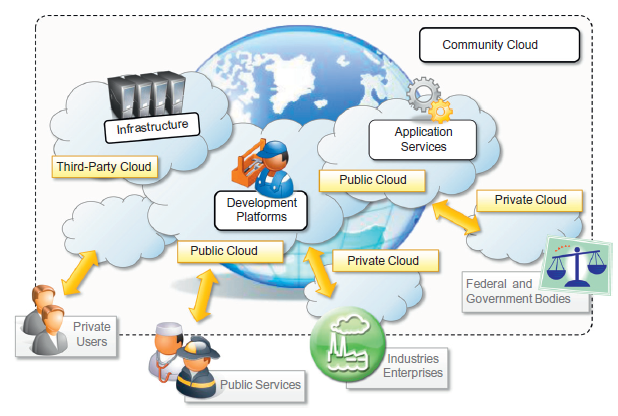 Community Cloud
Infrastructure
Application
Services
Third-Party Cloud
Public Cloud
Development
Platforms
Private Cloud
Public Cloud
Private Cloud
Federal and
Government Bodies
Private
Users
Public Services
Industries
Enterprises